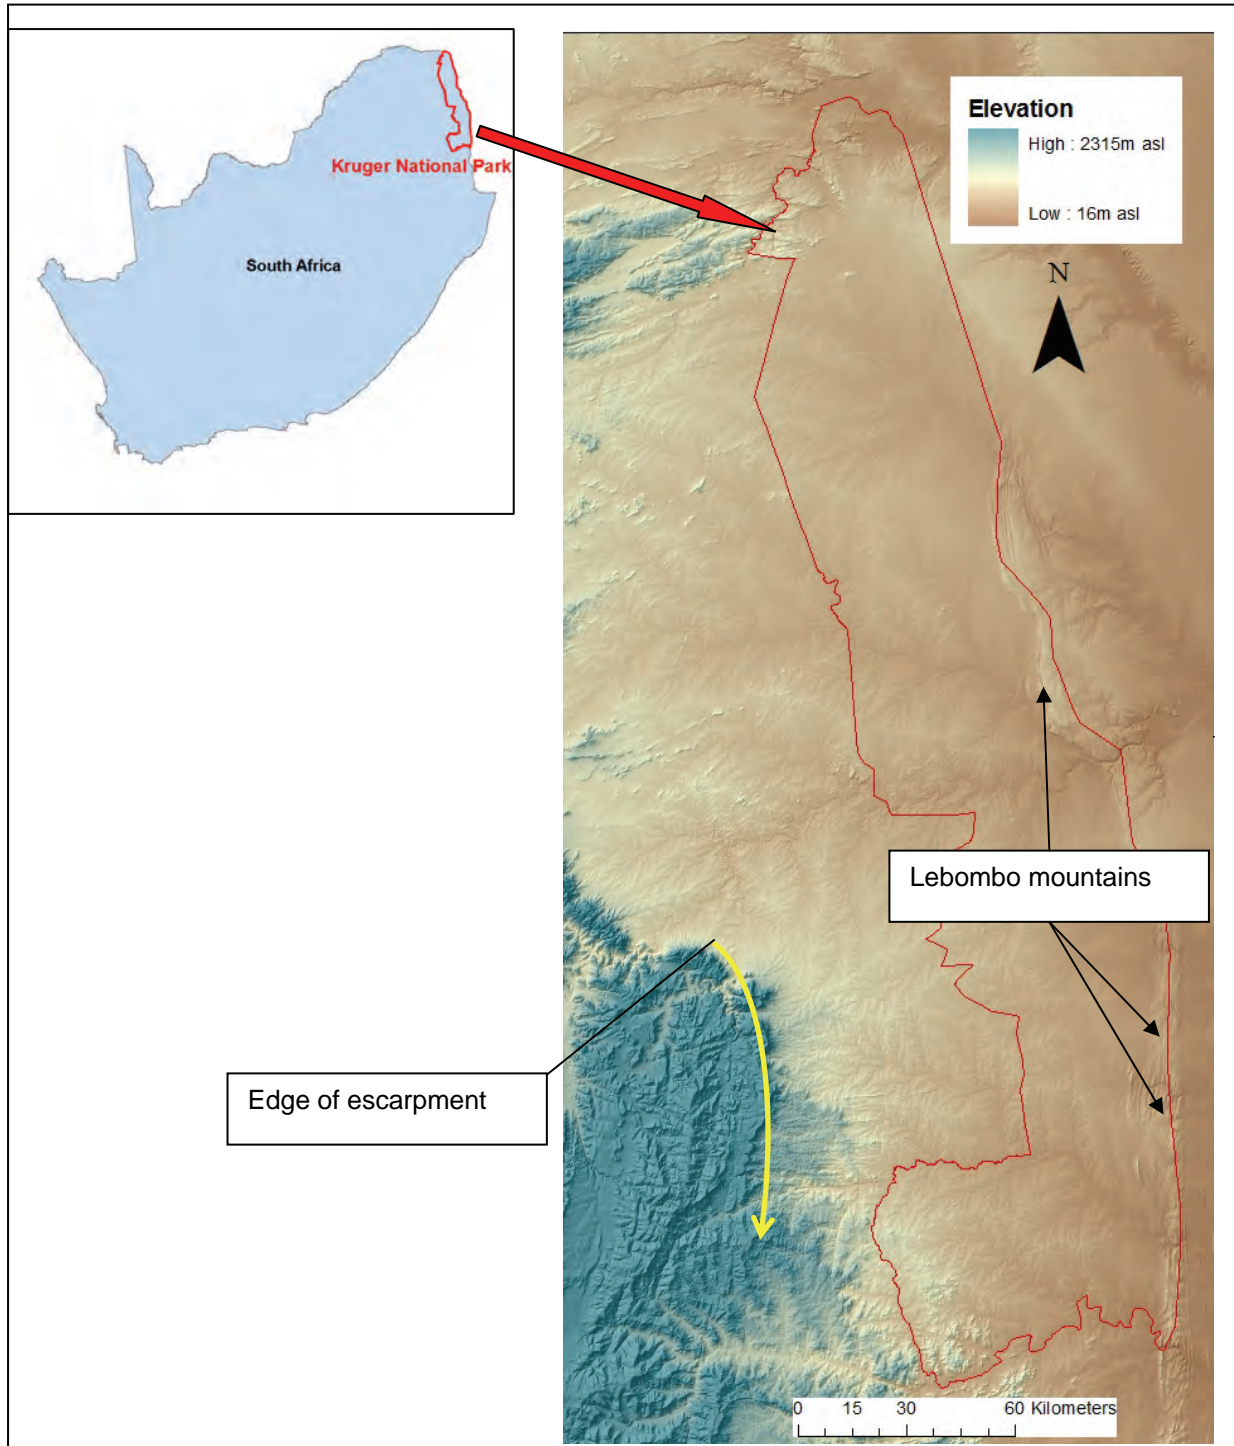 Kruger National Park
South Africa
Elevation
High : 2315m asl
Low : 16m asl
N
Lebombo mountains
Edge of escarpment
0 15 30 60 Kilometers